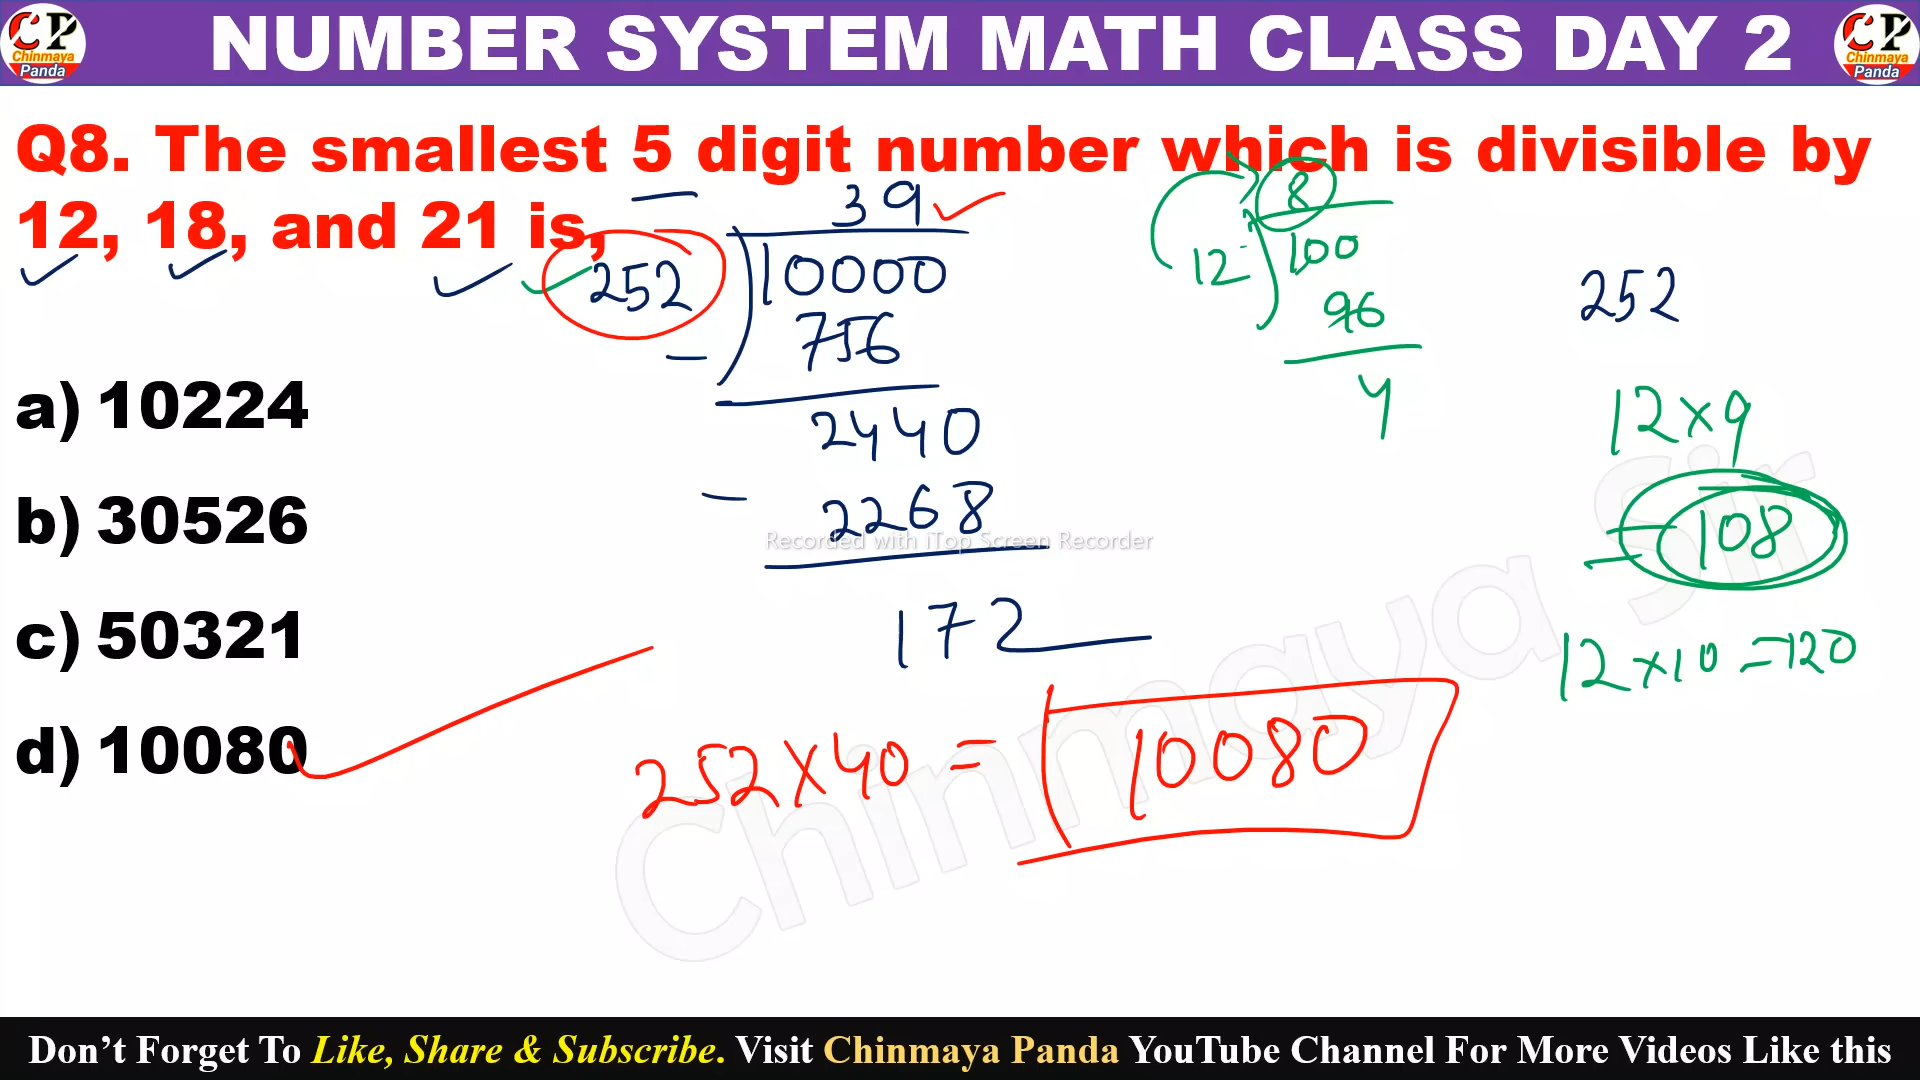 CP NUMBER SYSTEM MATH CLASS DAY 2 CP
Chinmaya Panda
Chinmaya Panda
Q8. The smallest 5 digit number which is divisible by
12, 18, and 21 is,
39
252 10000
756
2440
2268
172
8
12 100
96
4
252
12×9
= 108
12×10=120
a) 10224
b) 30526
c) 50321
d) 10080
252×40= 10080
Recorded with iTop Screen Recorder
Chinmaya Sir
Don't Forget To Like, Share & Subscribe. Visit Chinmaya Panda YouTube Channel For More Videos Like this